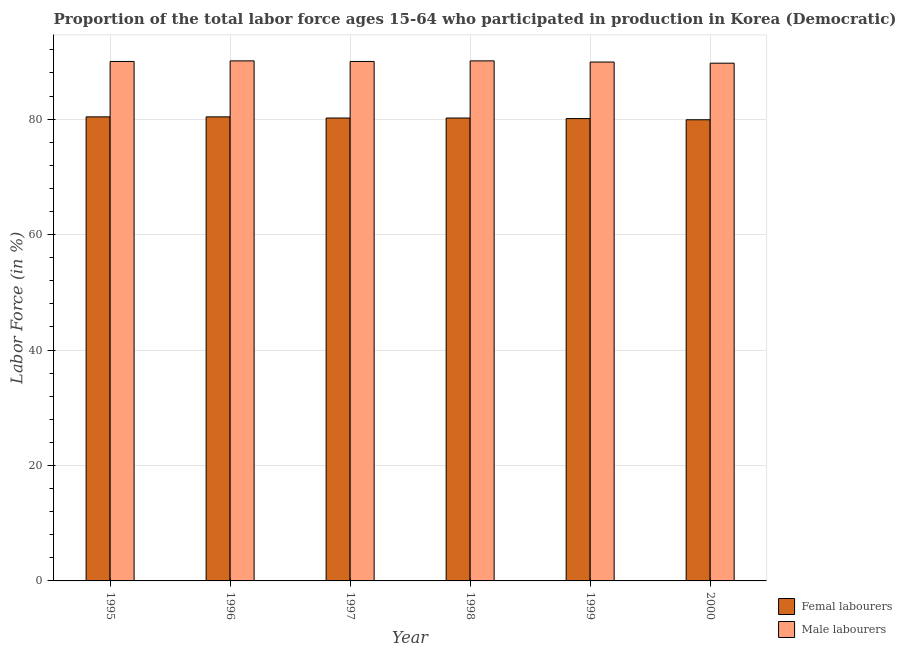 Proportion of the total labor force ages 15-64 who participated in production in Korea (Democratic)
Labor Force (in %)
80
60
40
20
0
1995
1996
1997
1998
1999
2000
Year
Femal labourers
Male labourers